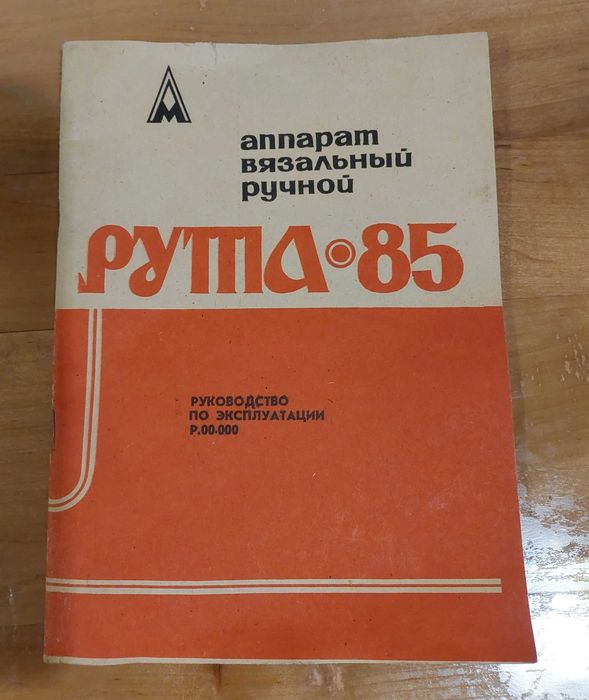 аппарат
вязальный
ручной
РУТА•85
РУКОВОДСТВО
ПО ЭКСПЛУАТАЦИИ
Р.00-000